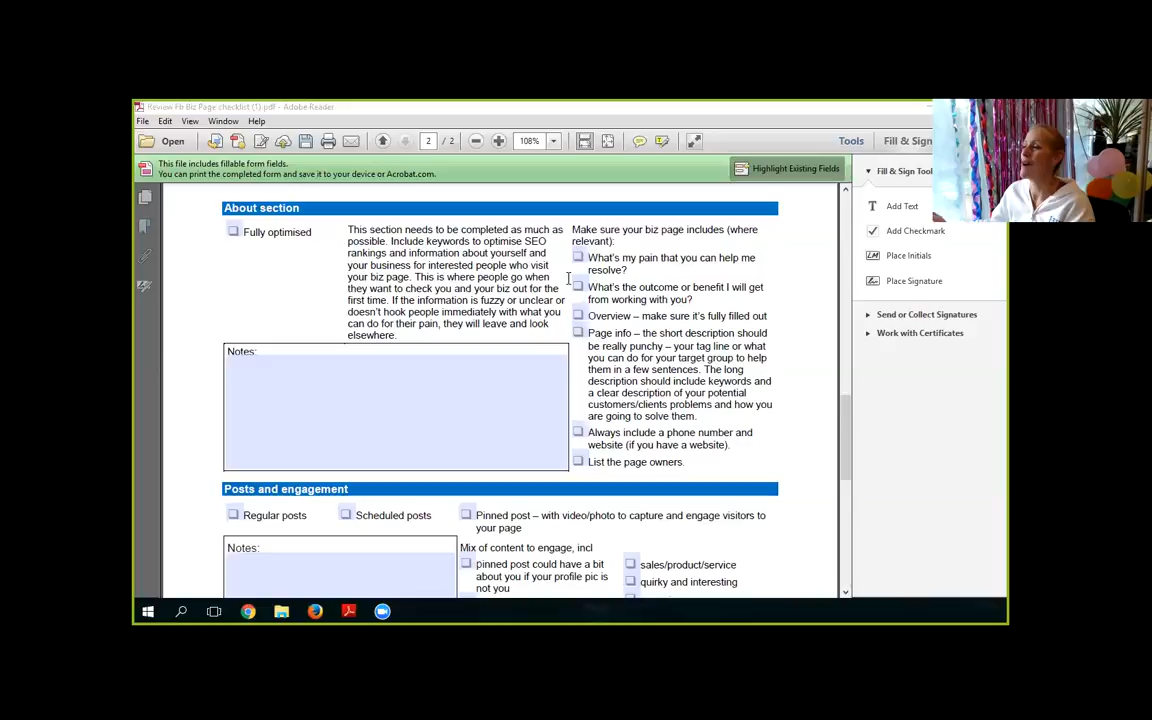 Review Ftr Biz Page checklist (1).pdf - Adobe Reader
File Edit View Window Help
Open 2 / 2 108% Tools Fill & Sign
This file includes fillable form fields.
You can print the completed form and save it to your device or Acrobat.com.
Highlight Existing Fields
Fill & Sign Tool
Add Text
Add Checkmark
Place Initials
Place Signature
Send or Collect Signatures
Work with Certificates
About section
Fully optimised
This section needs to be completed as much as
possible. Include keywords to optimise SEO
rankings and information about yourself and
your business for interested people who visit
your biz page. This is where people go when
they want to check you and your biz out for the
first time. If the information is fuzzy or unclear or
doesn't hook people immediately with what you
can do for their pain, they will leave and look
elsewhere.
Notes:
Make sure your biz page includes (where
relevant):
What's my pain that you can help me
resolve?
What's the outcome or benefit I will get
from working with you?
Overview – make sure it's fully filled out
Page info – the short description should
be really punchy – your tag line or what
you can do for your target group to help
them in a few sentences. The long
description should include keywords and
a clear description of your potential
customers/clients problems and how you
are going to solve them.
Always include a phone number and
website (if you have a website).
List the page owners.
Posts and engagement
Regular posts
Scheduled posts
Pinned post – with video/photo to capture and engage visitors to
your page
Notes:
Mix of content to engage, incl
pinned post could have a bit
about you if your profile pic is
not you
sales/product/service
quirky and interesting